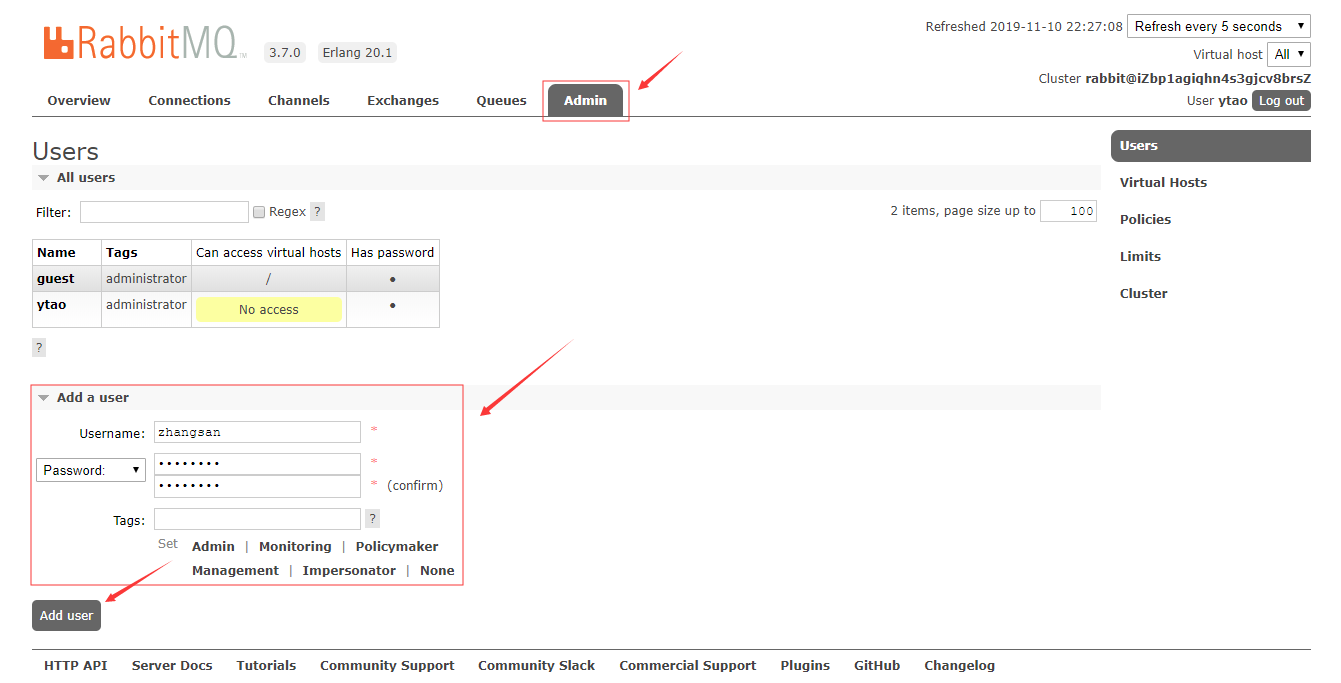 RabbitMQ™ 3.7.0 Erlang 20.1
Refreshed 2019-11-10 22:27:08 Refresh every 5 seconds
Virtual host All
Cluster rabbit@iZbp1agiqhn4s3gjcv8brsZ
User ytao Log out
Overview Connections Channels Exchanges Queues Admin
Users
All users
Filter: Regex ? 2 items, page size up to 100
Name Tags Can access virtual hosts Has password
guest administrator / •
ytao administrator No access •
?
Add a user
Username: zhangsan *
Password: •••••••• *
•••••••• * (confirm)
Tags: ?
Set Admin | Monitoring | Policymaker
Management | Impersonator | None
Add user
Users
Virtual Hosts
Policies
Limits
Cluster
HTTP API Server Docs Tutorials Community Support Community Slack Commercial Support Plugins GitHub Changelog